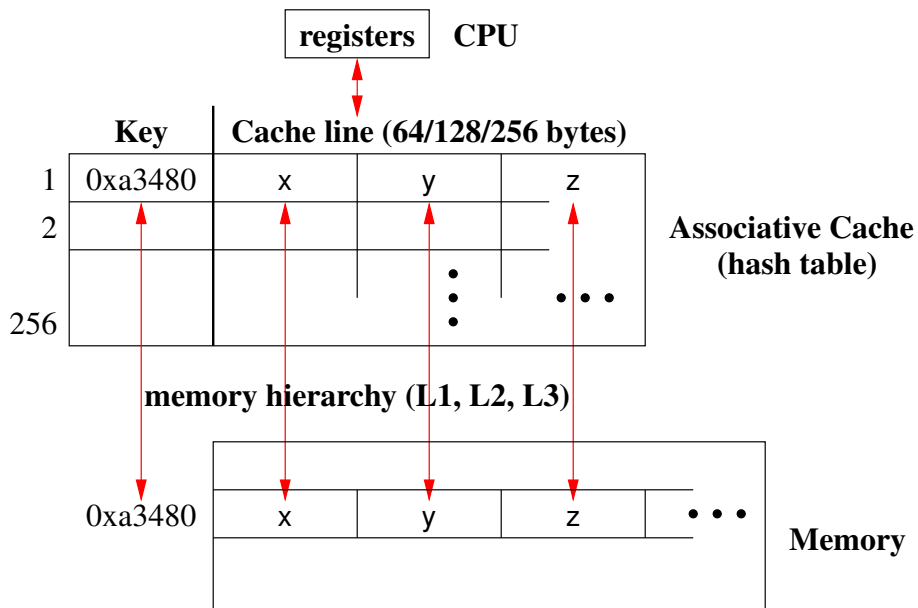 registers CPU
Key Cache line (64/128/256 bytes)
1 0xa3480 x y z
2
Associative Cache
(hash table)
256
memory hierarchy (L1, L2, L3)
0xa3480 x y z
Memory